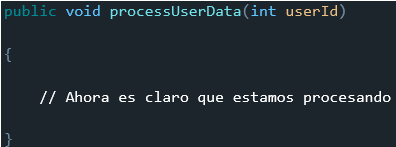 public void processUserData(int userId)
{
// Ahora es claro que estamos procesando
}